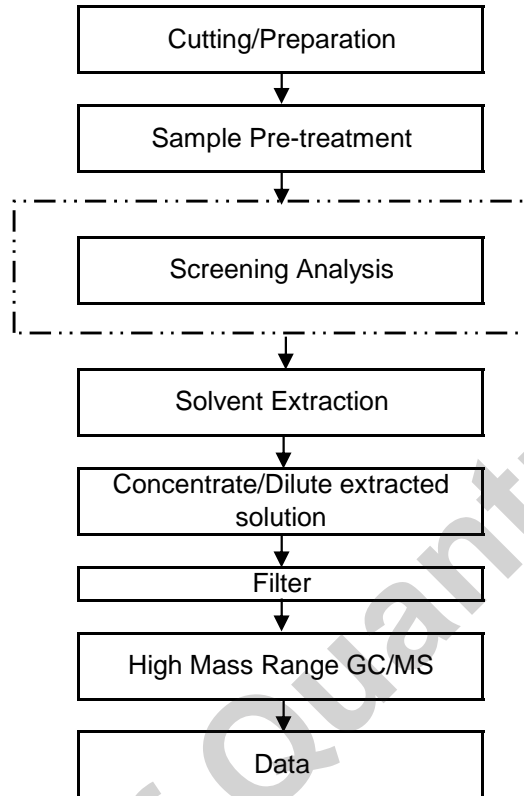 Cutting/Preparation
Sample Pre-treatment
Screening Analysis
Solvent Extraction
Concentrate/Dilute extracted
solution
Filter
High Mass Range GC/MS
Data